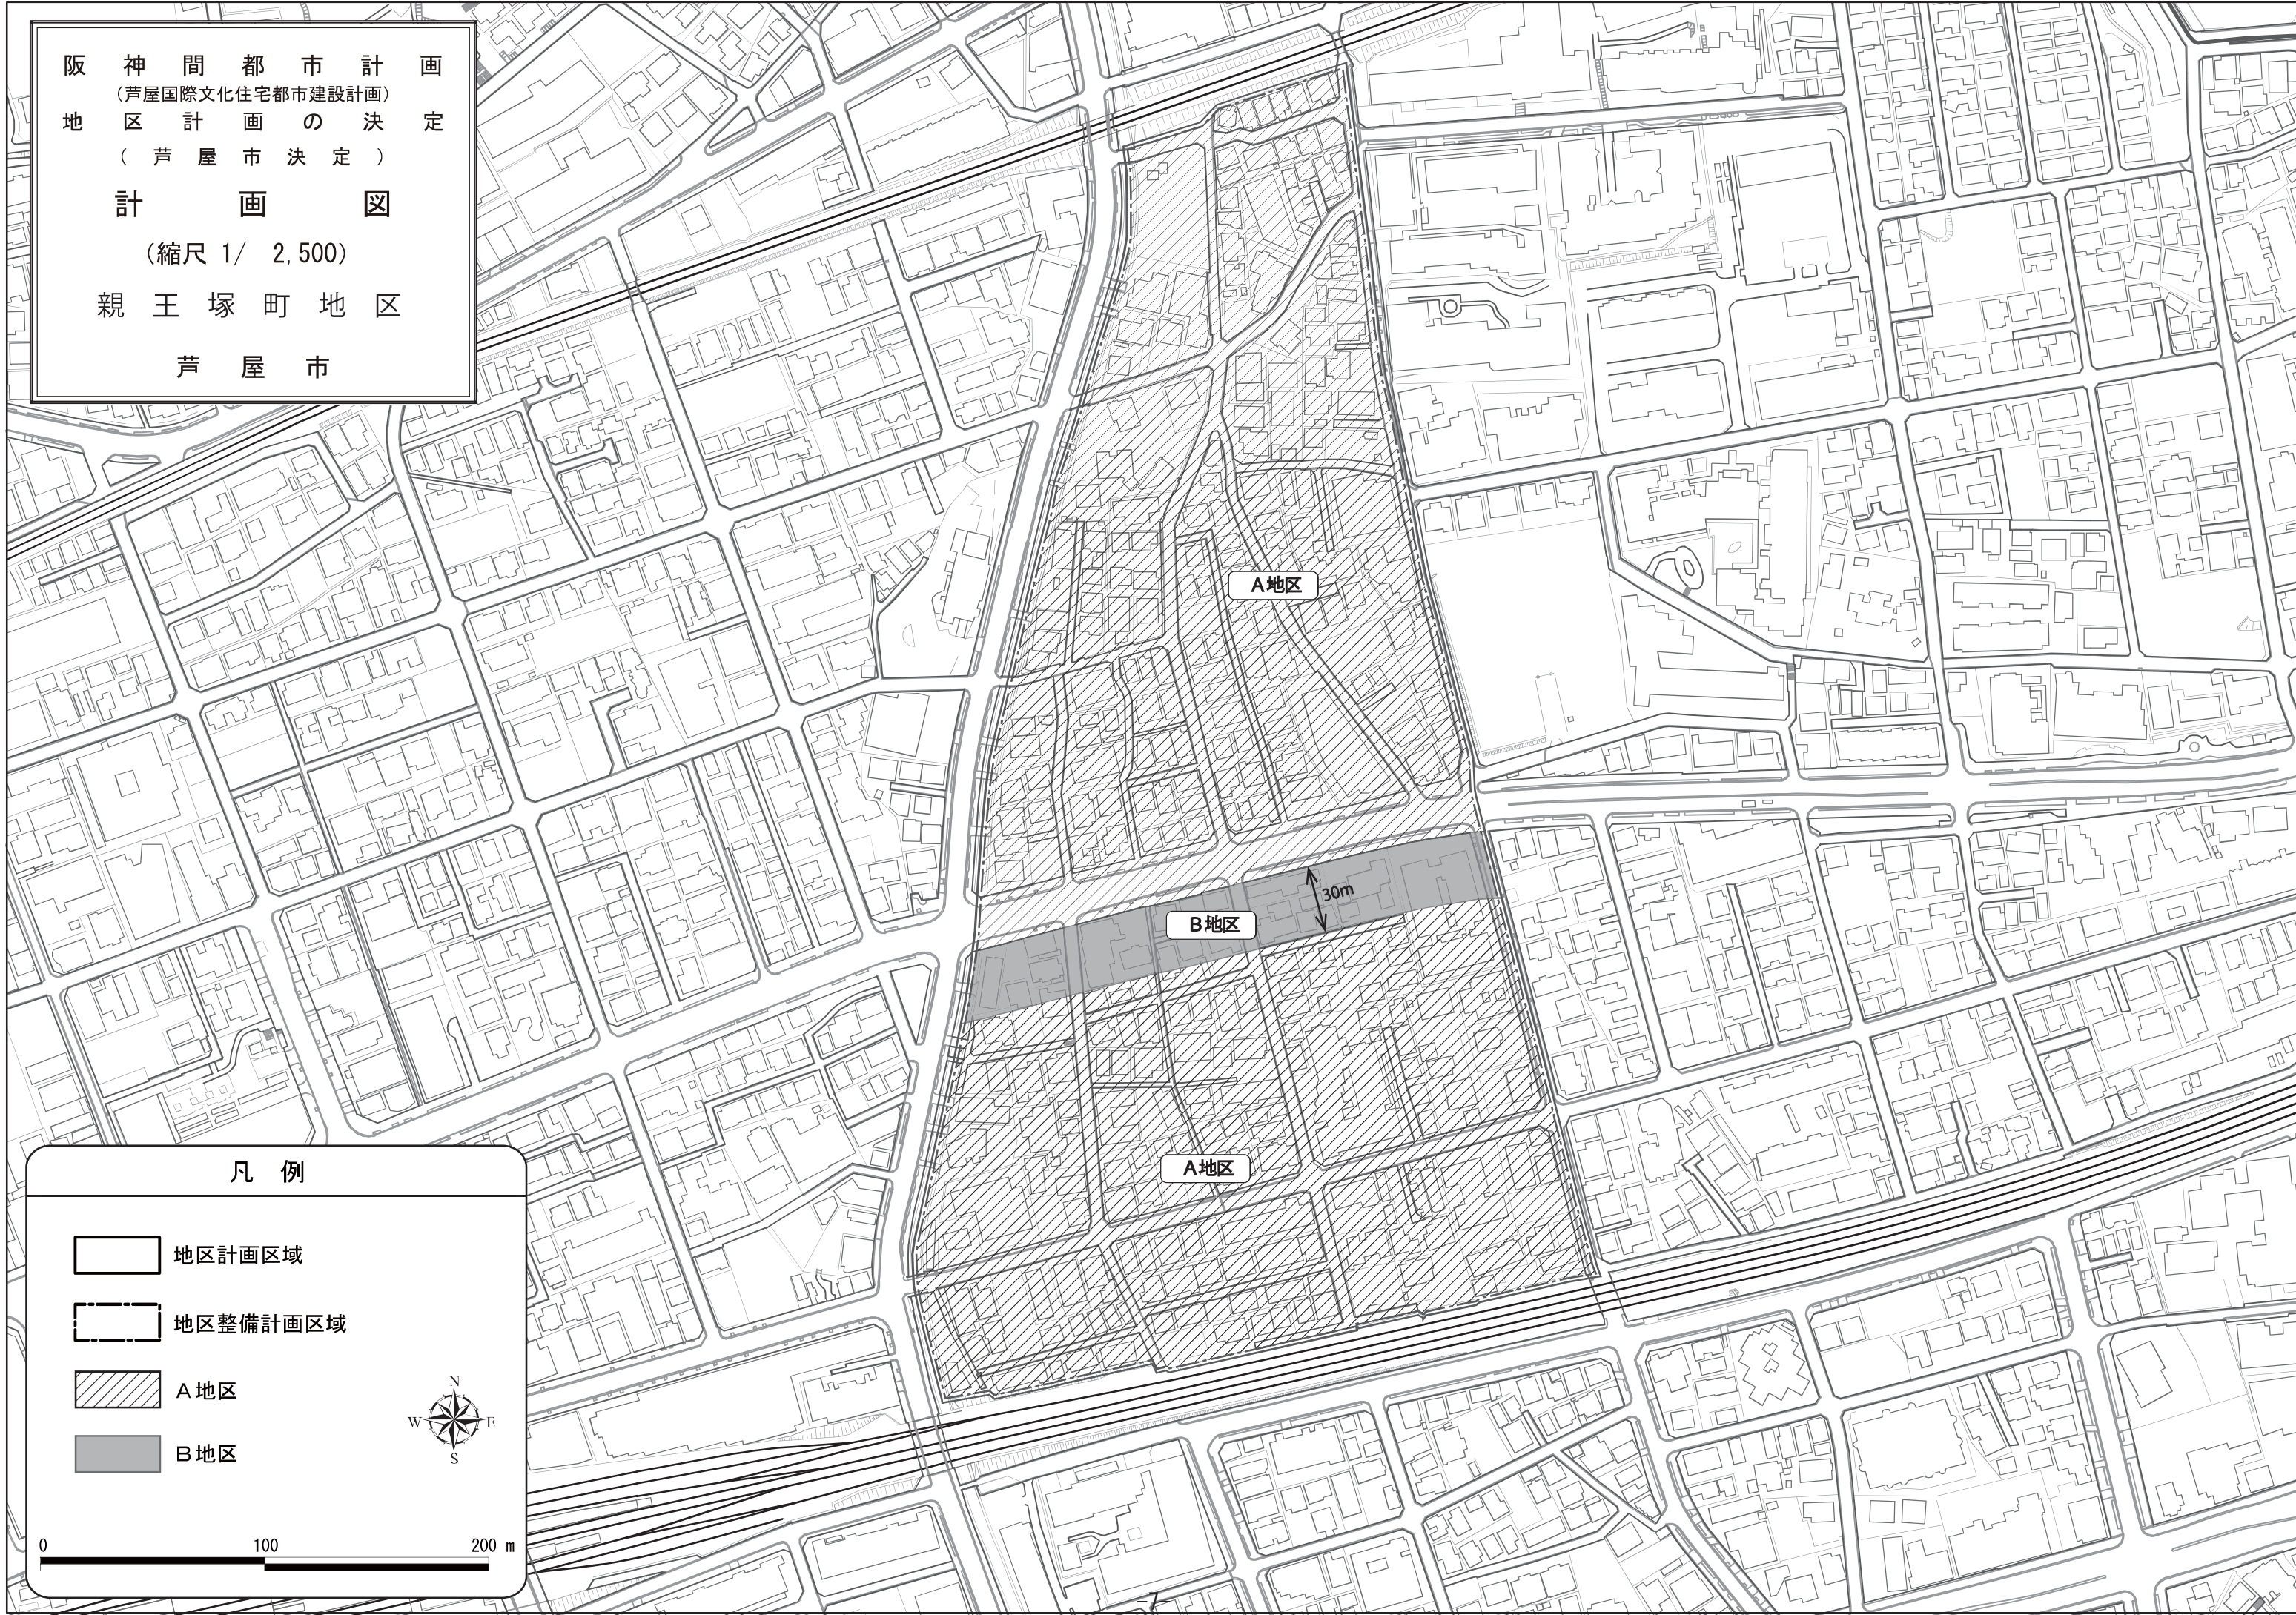 阪神間都市計画
（芦屋国際文化住宅都市建設計画）
地区計画の決定
（芦屋市決定）
計画図
（縮尺 1/ 2,500）
親王塚町地区
芦屋市
A地区
30m
B地区
A地区
凡例
地区計画区域
地区整備計画区域
A地区
B地区
N
W E
S
0 100 200 m
-7-